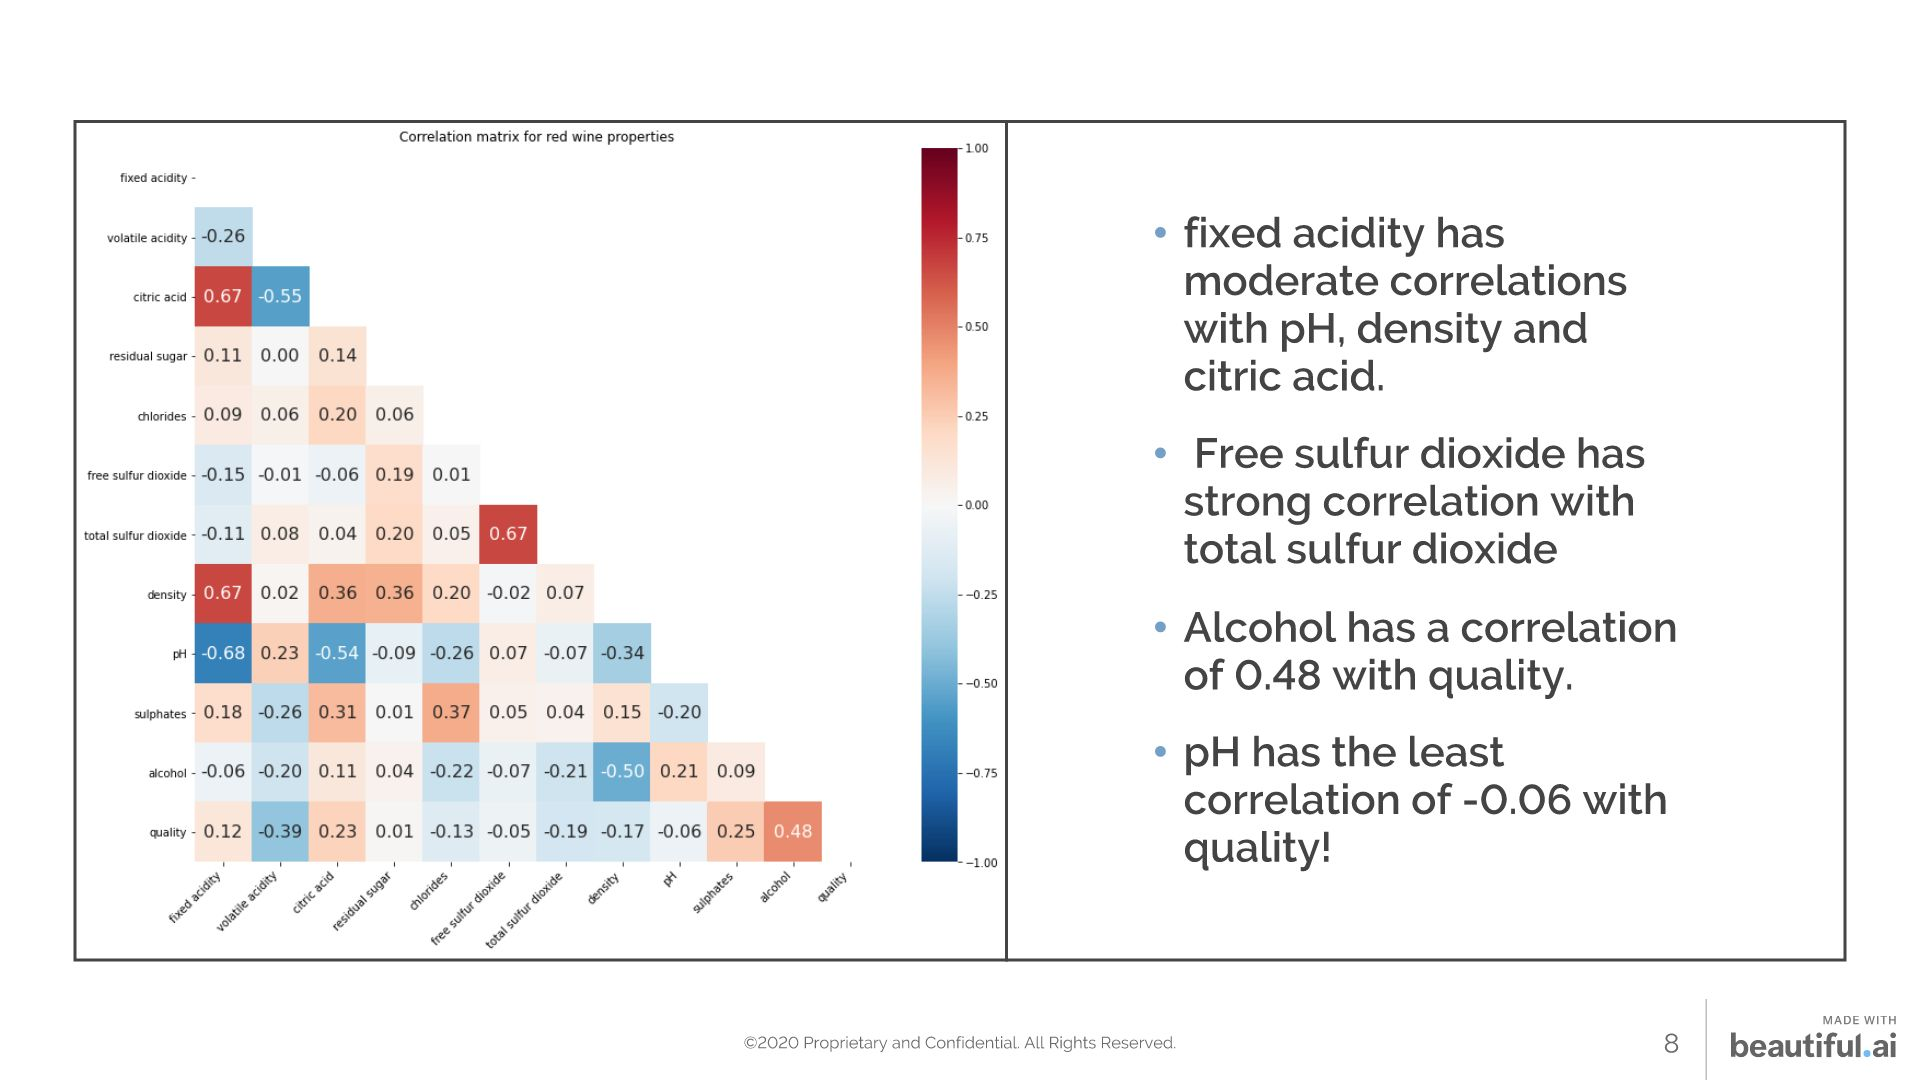 Correlation matrix for red wine properties
fixed acidity
volatile acidity -0.26
citric acid 0.67 -0.55
residual sugar 0.11 0.00 0.14
chlorides 0.09 0.06 0.20 0.06
free sulfur dioxide -0.15 -0.01 -0.06 0.19 0.01
total sulfur dioxide -0.11 0.08 0.04 0.20 0.05 0.67
density 0.67 0.02 0.36 0.36 0.20 -0.02 0.07
pH -0.68 0.23 -0.54 -0.09 -0.26 0.07 -0.07 -0.34
sulphates 0.18 -0.26 0.31 0.01 0.37 0.05 0.04 0.15 -0.20
alcohol -0.06 -0.20 0.11 0.04 -0.22 -0.07 -0.21 -0.50 0.21 0.09
quality 0.12 -0.39 0.23 0.01 -0.13 -0.05 -0.19 -0.17 -0.06 0.25 0.48
fixed acidity volatile acidity citric acid residual sugar chlorides free sulfur dioxide total sulfur dioxide density pH sulphates alcohol quality
1.00
0.75
0.50
0.25
0.00
−0.25
−0.50
−0.75
−1.00
• fixed acidity has
moderate correlations
with pH, density and
citric acid.
• Free sulfur dioxide has
strong correlation with
total sulfur dioxide
• Alcohol has a correlation
of 0.48 with quality.
• pH has the least
correlation of -0.06 with
quality!
©2020 Proprietary and Confidential. All Rights Reserved.
8
MADE WITH
beautiful.ai